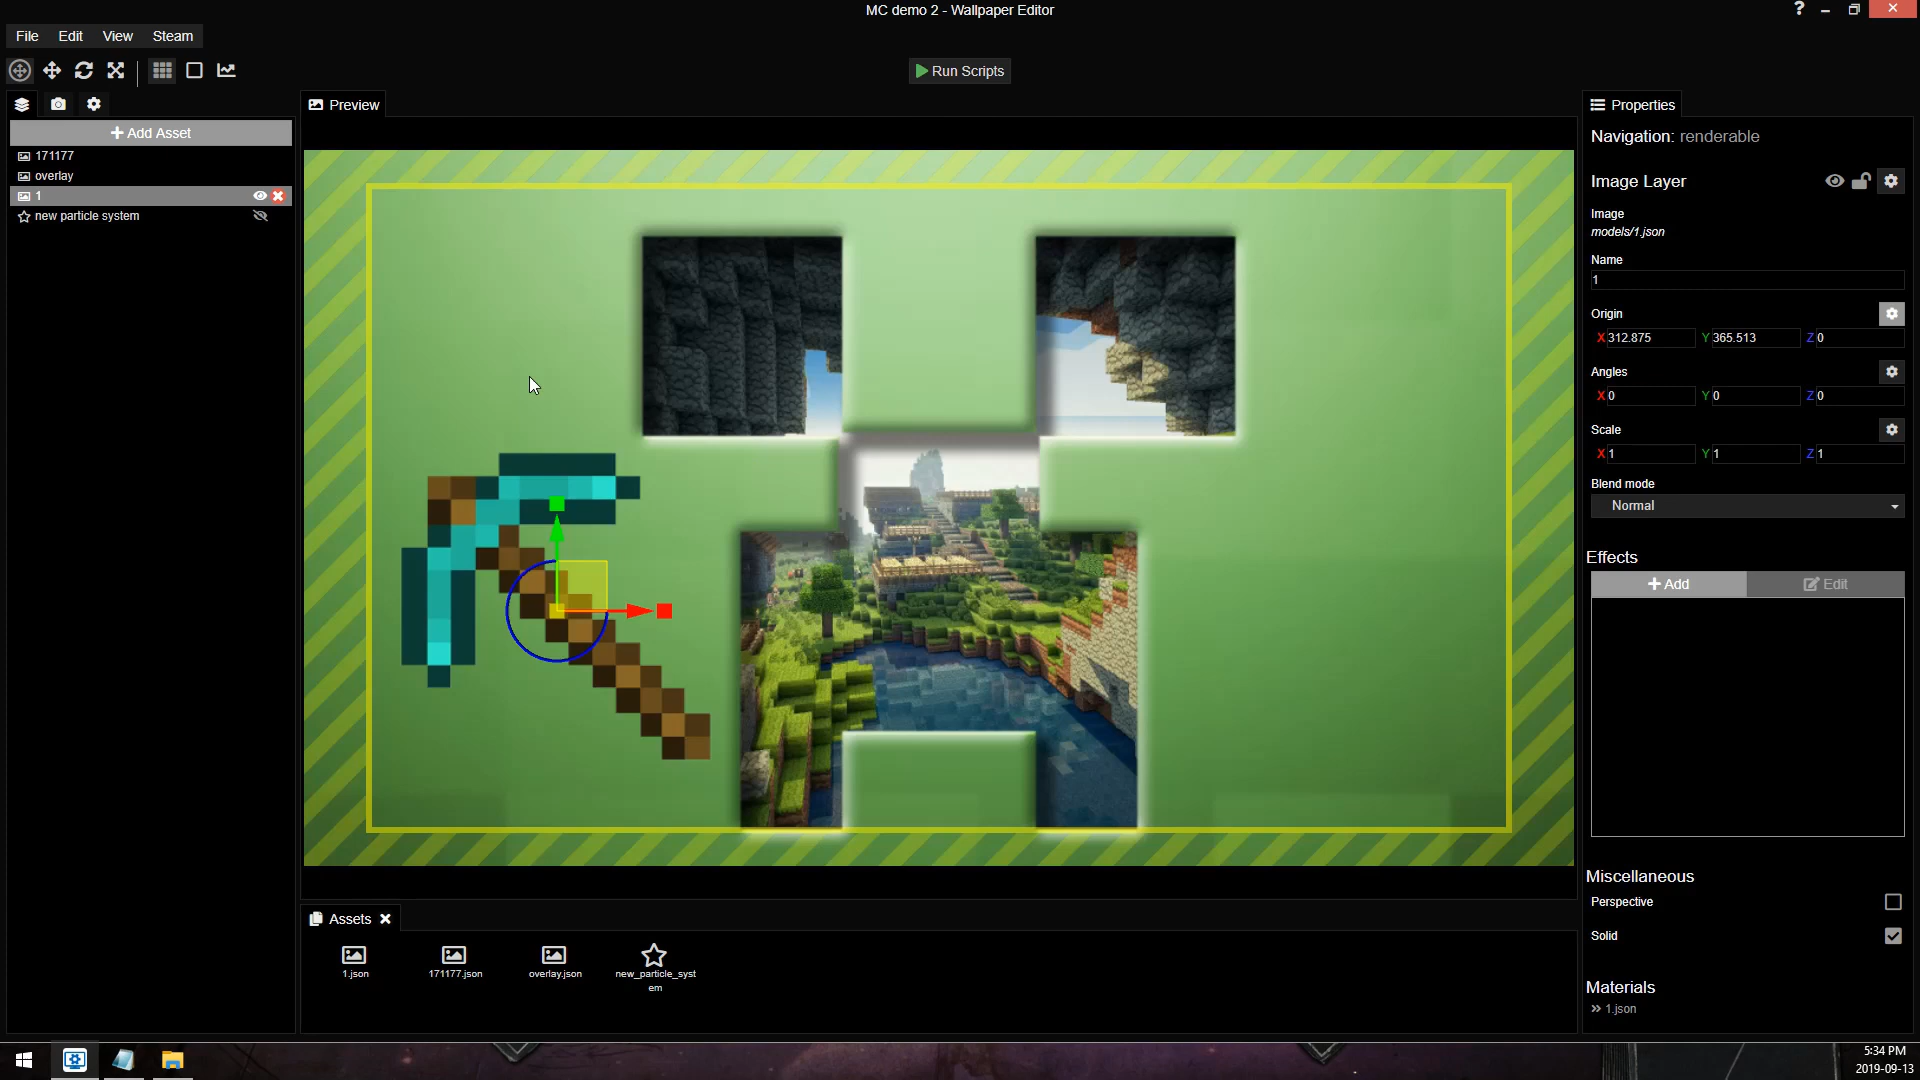 MC demo 2 - Wallpaper Editor
?
File Edit View Steam
Run Scripts
Add Asset
171177
overlay
1
new particle system
Preview
Properties
Navigation: renderable
Image Layer
Image
models/1.json
Name
1
Origin
X 312.875 Y 365.513 Z 0
Angles
X 0 Y 0 Z 0
Scale
X 1 Y 1 Z 1
Blend mode
Normal
Effects
Add Edit
Miscellaneous
Perspective
Solid
Materials
1.json
Assets
1.json
171177.json
overlay.json
new_particle_syst
em
5:34 PM
2019-09-13